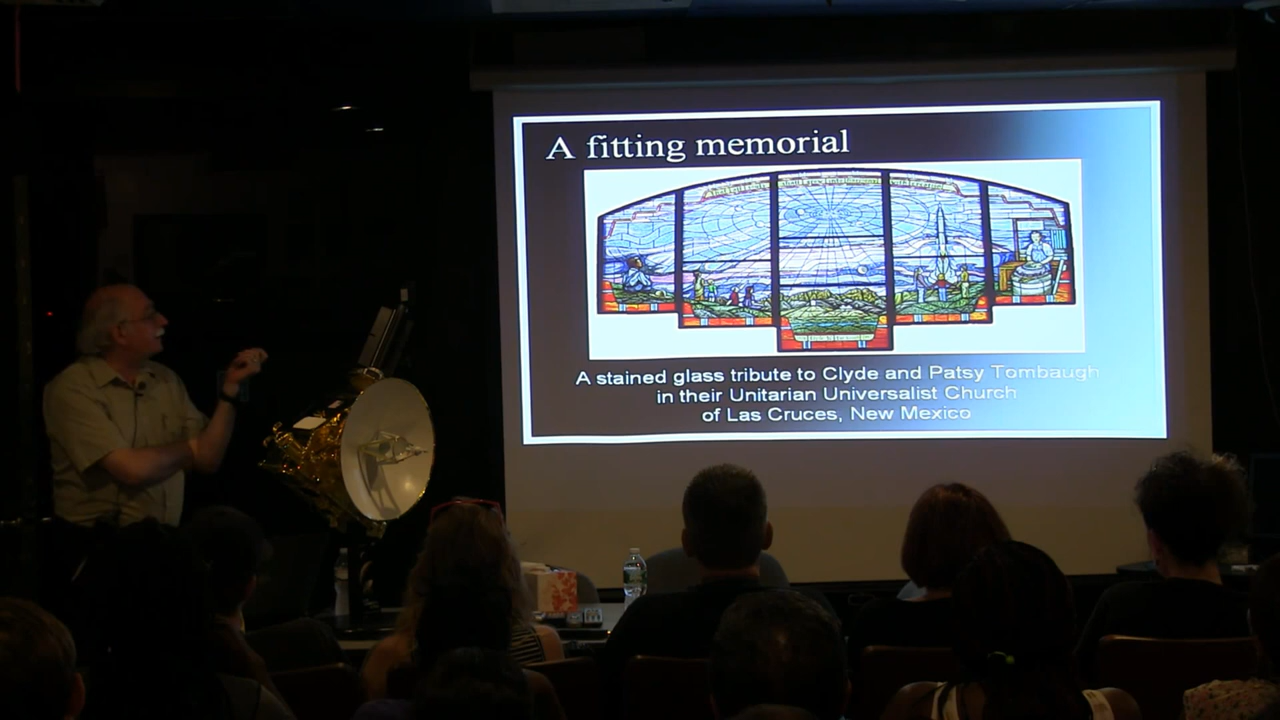 A fitting memorial
A stained glass tribute to Clyde and Patsy Tombaugh
in their Unitarian Universalist Church
of Las Cruces, New Mexico